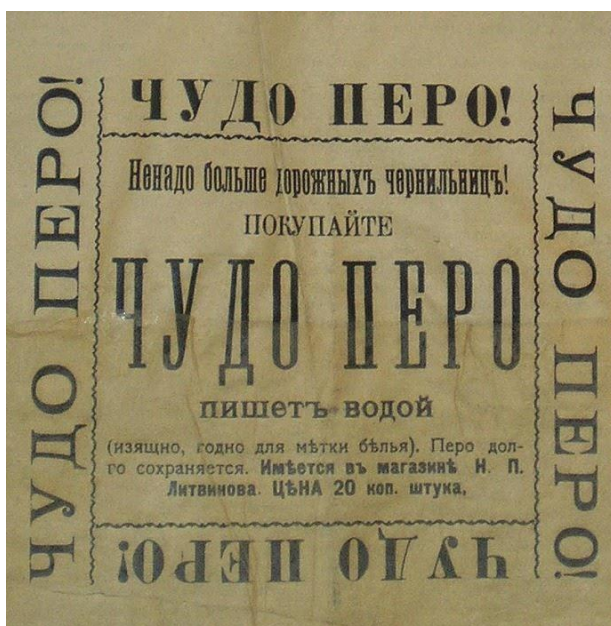 ЧУДО ПЕРО!
ЧУДО ПЕРО!
ЧУДО ПЕРО!
Ненадо больше дорожныхъ чернильницъ!
ПОКУПАЙТЕ
ЧУДО ПЕРО
пишетъ водой
(изящно, годно для мѣтки бѣлья). Перо дол-
го сохраняется. Имѣется въ магазинѣ Н. П.
Литвинова. ЦѢНА 20 коп. штука,
ЧУДО ПЕРО!